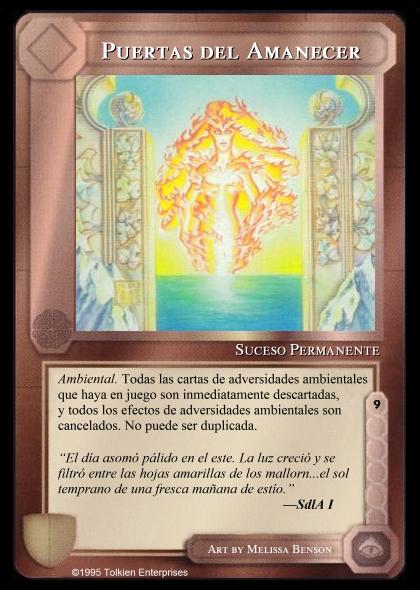 Puertas del Amanecer
Suceso Permanente
Ambiental. Todas las cartas de adversidades ambientales
que haya en juego son inmediatamente descartadas,
y todos los efectos de adversidades ambientales son
cancelados. No puede ser duplicada.
9
“El día asomó pálido en el este. La luz creció y se
filtró entre las hojas amarillas de los mallorn...el sol
temprano de una fresca mañana de estío.”
—SdlA I
Art by Melissa Benson
©1995 Tolkien Enterprises